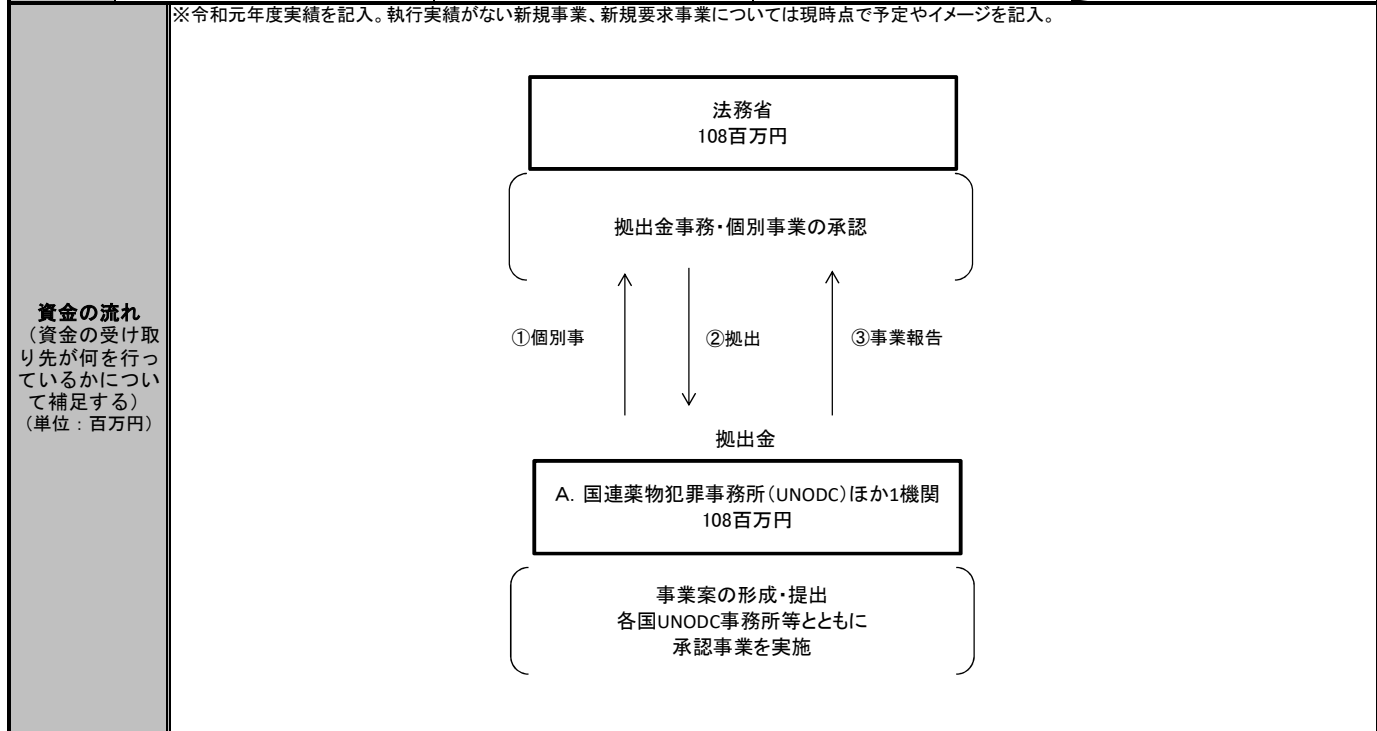 ※令和元年度実績を記入。執行実績がない新規事業、新規要求事業については現時点で予定やイメージを記入。
資金の流れ
（資金の受け取
り先が何を行っ
ているかについ
て補足する）
（単位：百万円）
法務省
108百万円
拠出金事務・個別事業の承認
①個別事
②拠出
③事業報告
拠出金
A．国連薬物犯罪事務所（UNODC）ほか1機関
108百万円
事業案の形成・提出
各国UNODC事務所等とともに
承認事業を実施